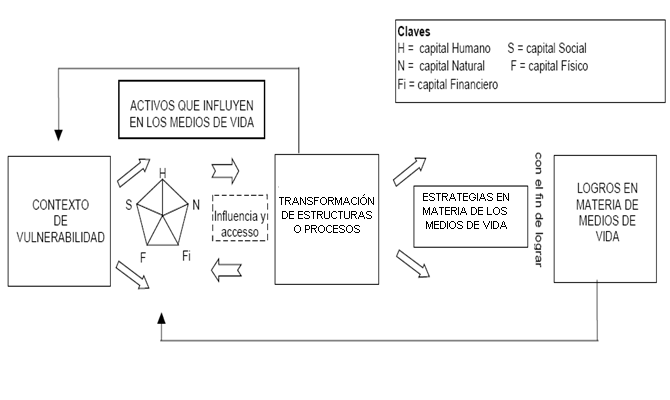 Claves
H = capital Humano S = capital Social
N = capital Natural F = capital Físico
Fi = capital Financiero
ACTIVOS QUE INFLUYEN
EN LOS MEDIOS DE VIDA
CONTEXTO
DE
VULNERABILIDAD
H
S
N
F
Fi
Influencia y
accesso
TRANSFORMACIÓN
DE ESTRUCTURAS
O PROCESOS
ESTRATEGIAS EN
MATERIA DE LOS
MEDIOS DE VIDA
con el fin de lograr
LOGROS EN
MATERIA DE
MEDIOS DE
VIDA